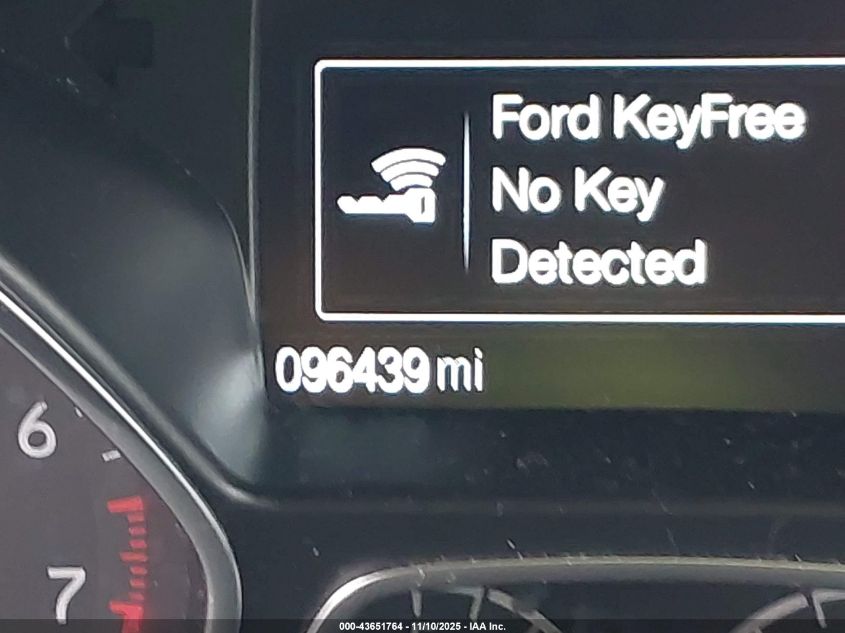 Ford KeyFree
No Key
Detected
096439 mi
6
7
000-43651764 - 11/10/2025 - IAA Inc.